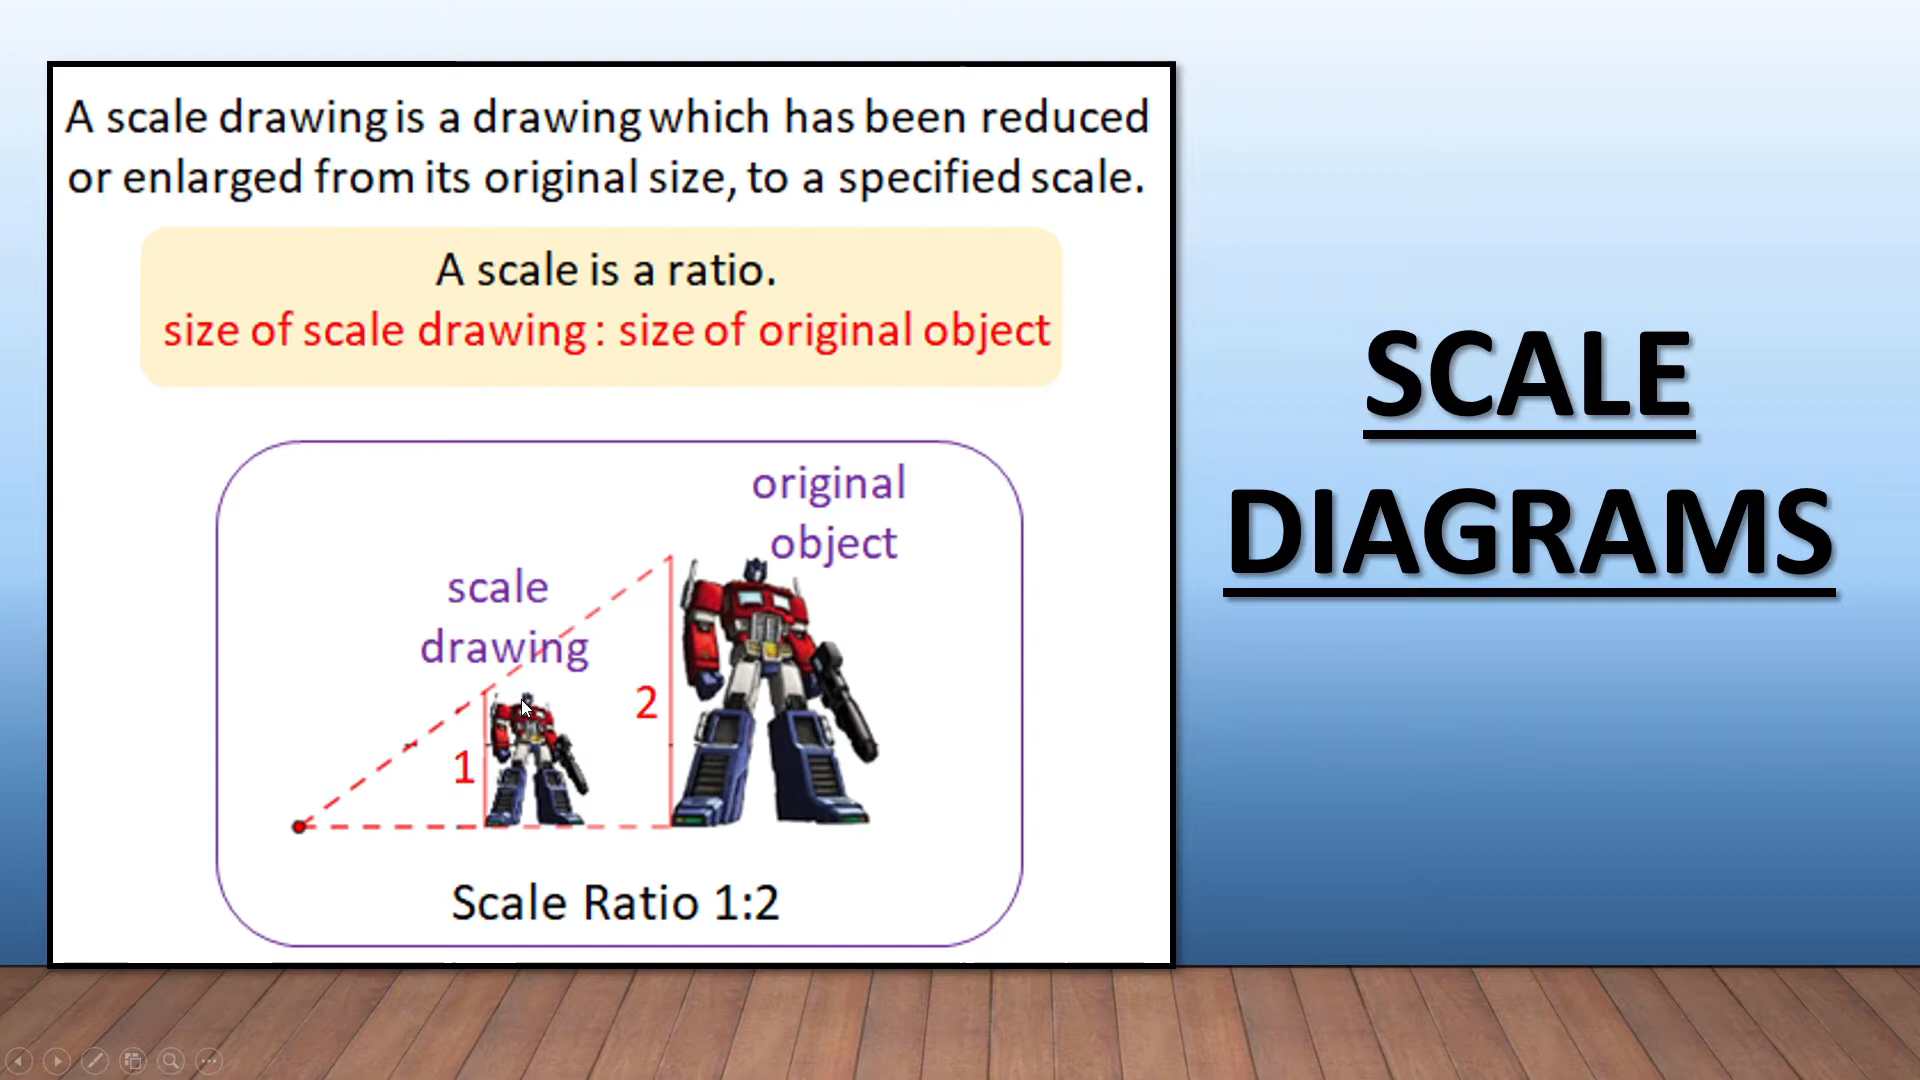 A scale drawing is a drawing which has been reduced
or enlarged from its original size, to a specified scale.
A scale is a ratio.
size of scale drawing : size of original object
original
object
scale
drawing
2
1
Scale Ratio 1:2
SCALE
DIAGRAMS